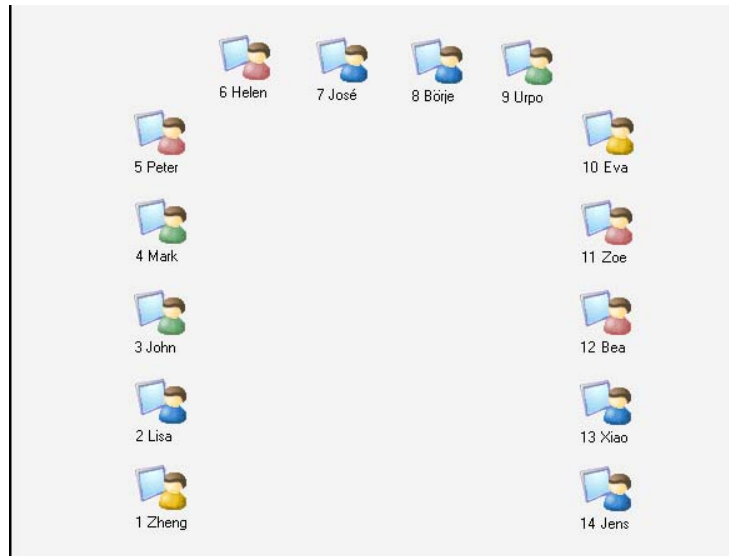 6 Helen
7 José
8 Börje
9 Urpo
5 Peter
10 Eva
4 Mark
11 Zoe
3 John
12 Bea
2 Lisa
13 Xiao
1 Zheng
14 Jens